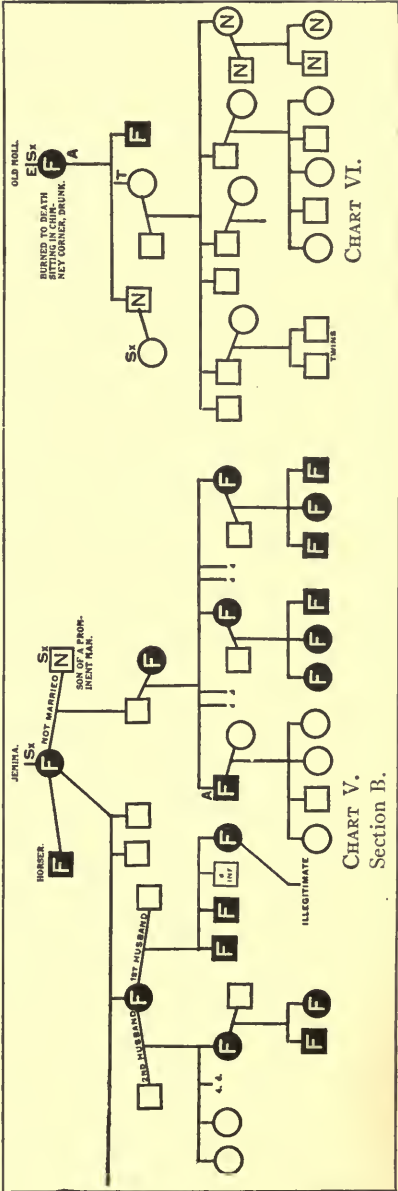 JEMIMA.
Sx
F
NOT MARRIED
Sx
N
SON OF A PROM-
INENT MAN.
HORSER.
F
F
2ND HUSBAND
F
1ST HUSBAND
A
F
F
F
F
F
F
INF
F
ILLEGITIMATE
F
F
F
F
F
F
F
F
d.
d.
d.
d.
d. d.
CHART V.
Section B.
OLD MOLL.
E Sx
F
A
BURNED TO DEATH
SITTING IN CHIM-
NEY CORNER, DRUNK.
Sx
N
T
F
N
N
N
N
TWINS
CHART VI.